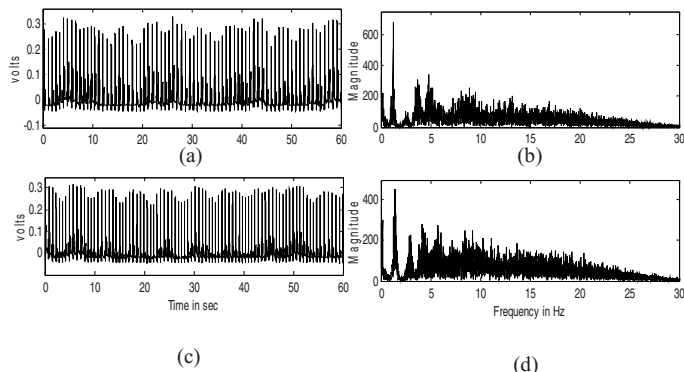 0.3
0.2
0.1
0
-0.1
volts
0 10 20 30 40 50 60
(a)
600
400
200
0
Magnitude
0 5 10 15 20 25 30
(b)
0.3
0.2
0.1
0
volts
0 10 20 30 40 50 60
Time in sec
(c)
400
200
0
Magnitude
0 5 10 15 20 25 30
Frequency in Hz
(d)